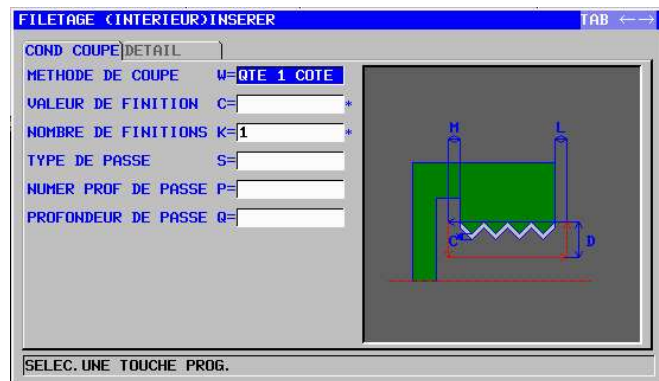 FILETAGE (INTERIEUR)INSERER TAB ←→
COND COUPE DETAIL
METHODE DE COUPE W=QTE 1 COTE
VALEUR DE FINITION C= *
NOMBRE DE FINITIONS K=1 *
TYPE DE PASSE S=
NUMER PROF DE PASSE P=
PROFONDEUR DE PASSE Q=
M L
C D
SELEC.UNE TOUCHE PROG.